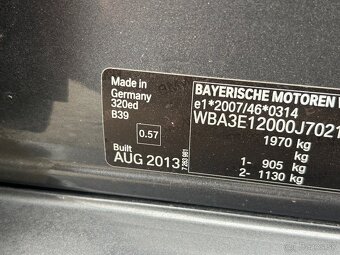 Made in
Germany
320ed
B39
0.57
Built
AUG 2013
BAYERISCHE MOTOREN
e1*2007/46*0314
WBA3E12000J7021
1970 kg
kg
1- 905 kg
2- 1130 kg